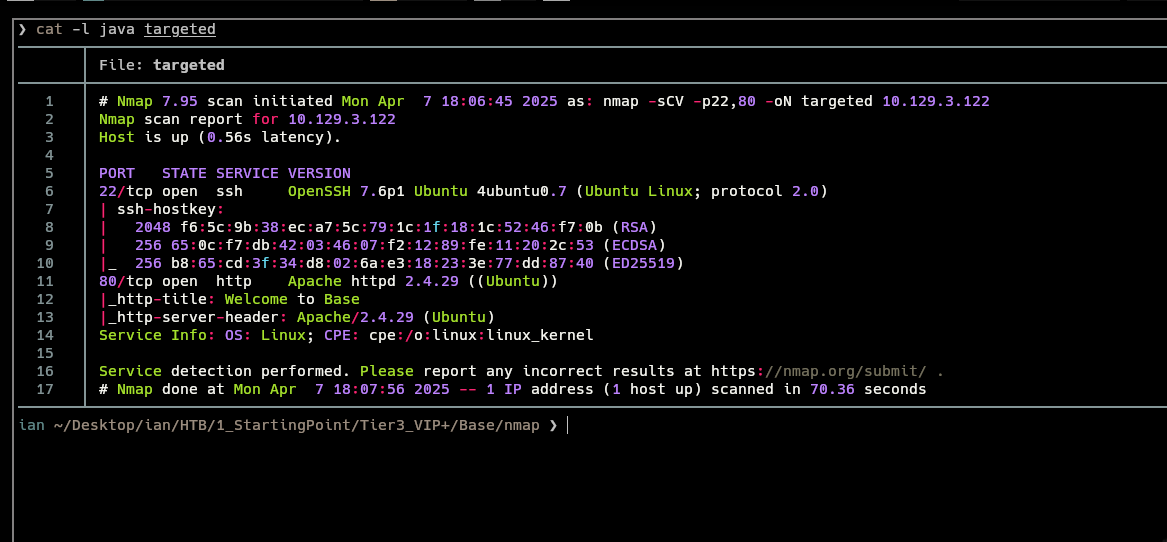 ❯ cat -l java targeted
File: targeted
1 # Nmap 7.95 scan initiated Mon Apr  7 18:06:45 2025 as: nmap -sCV -p22,80 -oN targeted 10.129.3.122
2 Nmap scan report for 10.129.3.122
3 Host is up (0.56s latency).
4
5 PORT   STATE SERVICE VERSION
6 22/tcp open  ssh     OpenSSH 7.6p1 Ubuntu 4ubuntu0.7 (Ubuntu Linux; protocol 2.0)
7 | ssh-hostkey:
8 |   2048 f6:5c:9b:38:ec:a7:5c:79:1c:1f:18:1c:52:46:f7:0b (RSA)
9 |   256 65:0c:f7:db:42:03:46:07:f2:12:89:fe:11:20:2c:53 (ECDSA)
10 |_  256 b8:65:cd:3f:34:d8:02:6a:e3:18:23:3e:77:dd:87:40 (ED25519)
11 80/tcp open  http    Apache httpd 2.4.29 ((Ubuntu))
12 |_http-title: Welcome to Base
13 |_http-server-header: Apache/2.4.29 (Ubuntu)
14 Service Info: OS: Linux; CPE: cpe:/o:linux:linux_kernel
15
16 Service detection performed. Please report any incorrect results at https://nmap.org/submit/ .
17 # Nmap done at Mon Apr  7 18:07:56 2025 -- 1 IP address (1 host up) scanned in 70.36 seconds
ian ~/Desktop/ian/HTB/1_StartingPoint/Tier3_VIP+/Base/nmap ❯